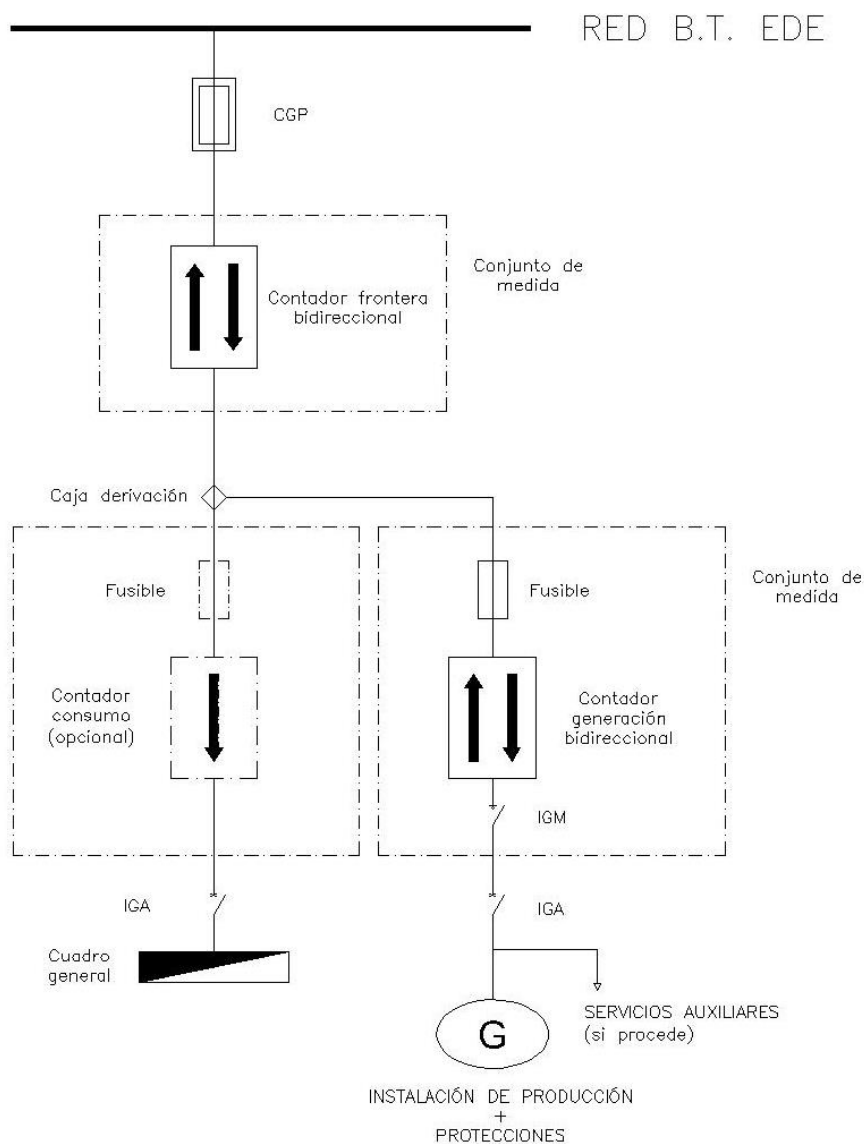 RED B.T. EDE
CGP
Conjunto de
medida
Contador frontera
bidireccional
Caja derivación
Fusible
Fusible
Conjunto de
medida
Contador
consumo
(opcional)
Contador
generación
bidireccional
IGM
IGA
IGA
Cuadro
general
SERVICIOS AUXILIARES
(si procede)
G
INSTALACIÓN DE PRODUCCIÓN
+
PROTECCIONES